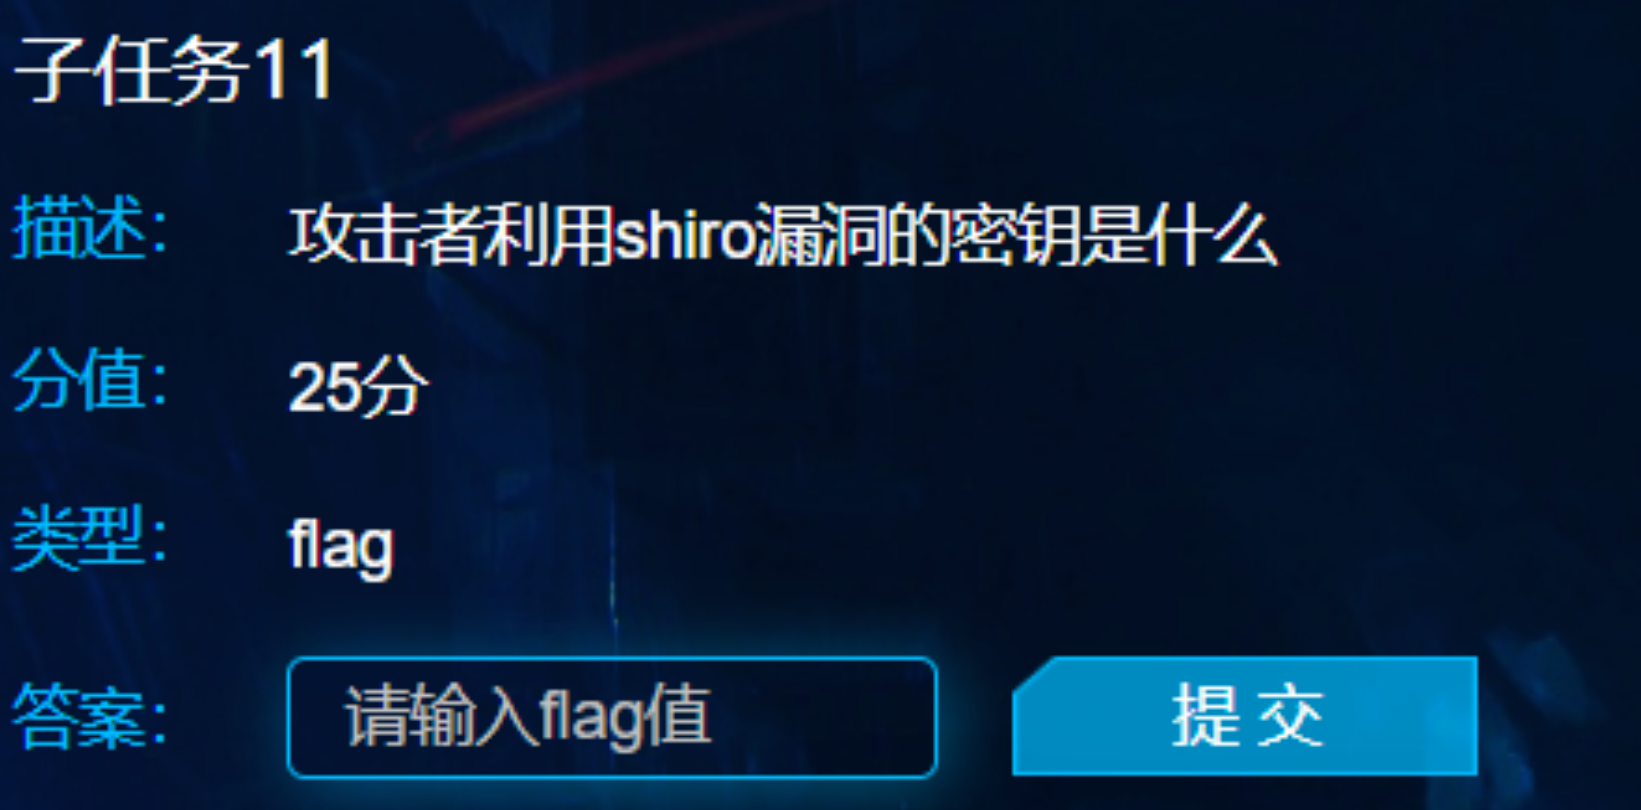 子任务11
描述： 攻击者利用shiro漏洞的密钥是什么
分值： 25分
类型： flag
答案： 请输入flag值 提交